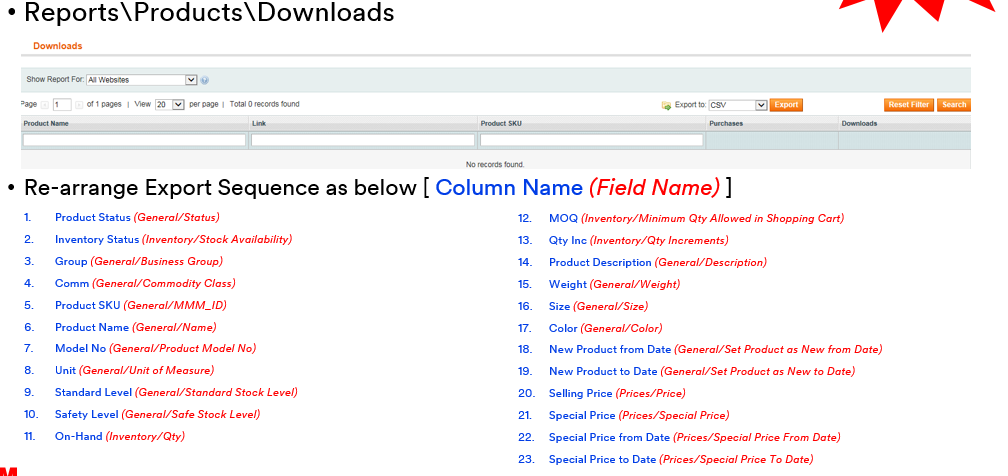 • Reports\Products\Downloads
Downloads
Show Report For: All Websites
Page 1 of 1 pages | View 20 per page | Total 0 records found
Export to: CSV Export Reset Filter Search
Product Name Link Product SKU Purchases Downloads
No records found.
• Re-arrange Export Sequence as below [ Column Name (Field Name) ]
1. Product Status (General/Status)
2. Inventory Status (Inventory/Stock Availability)
3. Group (General/Business Group)
4. Comm (General/Commodity Class)
5. Product SKU (General/MMM_ID)
6. Product Name (General/Name)
7. Model No (General/Product Model No)
8. Unit (General/Unit of Measure)
9. Standard Level (General/Standard Stock Level)
10. Safety Level (General/Safe Stock Level)
11. On-Hand (Inventory/Qty)
12. MOQ (Inventory/Minimum Qty Allowed in Shopping Cart)
13. Qty Inc (Inventory/Qty Increments)
14. Product Description (General/Description)
15. Weight (General/Weight)
16. Size (General/Size)
17. Color (General/Color)
18. New Product from Date (General/Set Product as New from Date)
19. New Product to Date (General/Set Product as New to Date)
20. Selling Price (Prices/Price)
21. Special Price (Prices/Special Price)
22. Special Price from Date (Prices/Special Price From Date)
23. Special Price to Date (Prices/Special Price To Date)